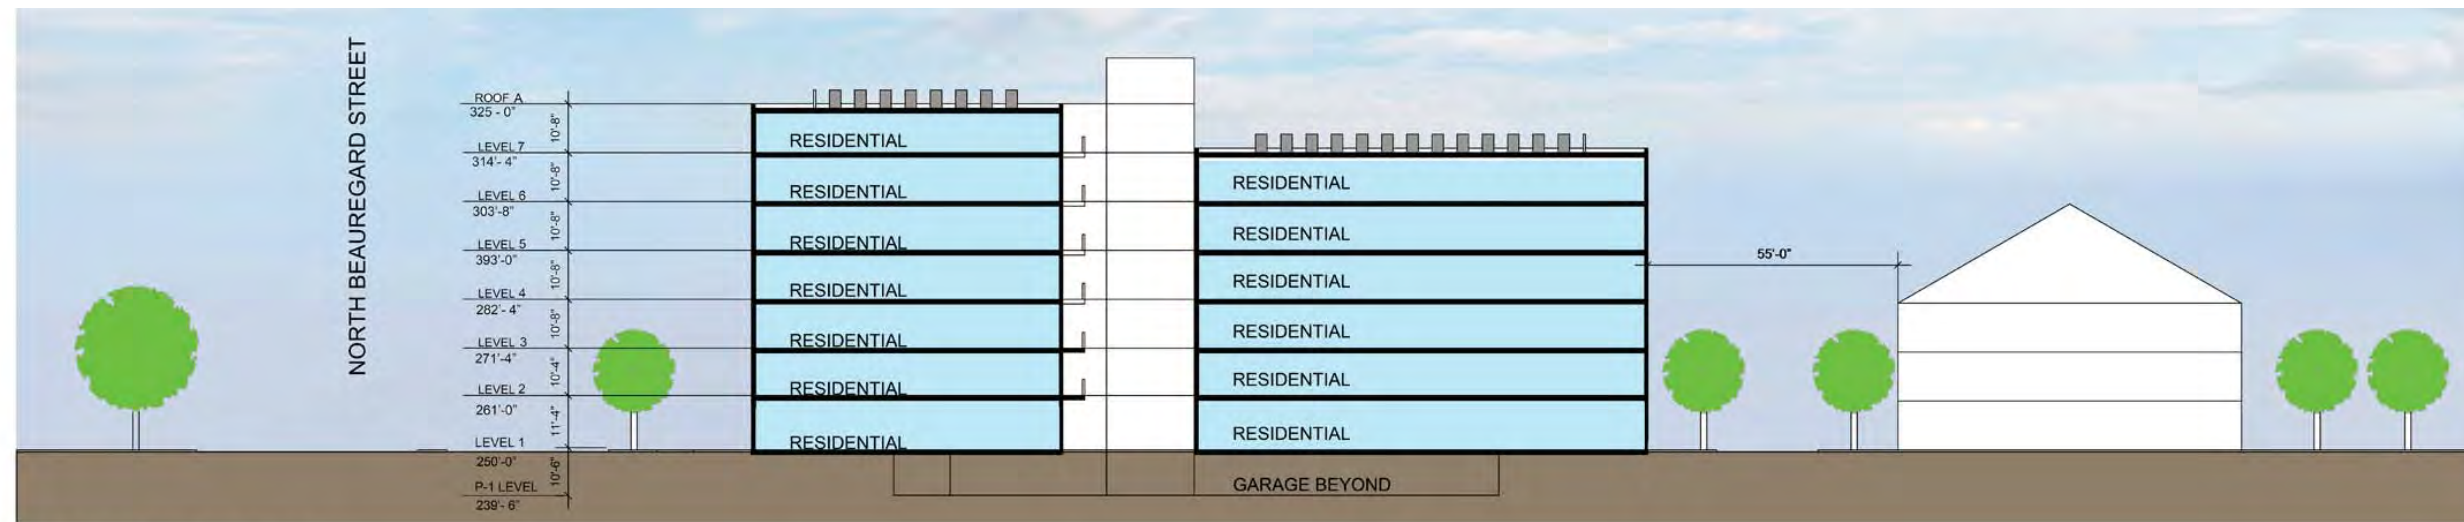 NORTH BEAUREGARD STREET
ROOF A
325 - 0"
10'-8"
LEVEL 7
314'- 4"
10'-8"
LEVEL 6
303'-8"
10'-8"
LEVEL 5
393'-0"
10'-8"
LEVEL 4
282'- 4"
10'-8"
LEVEL 3
271'-4"
10'-4"
LEVEL 2
261'-0"
11'-4"
LEVEL 1
250'-0"
10'-6"
P-1 LEVEL
239'- 6"
RESIDENTIAL
RESIDENTIAL
RESIDENTIAL
RESIDENTIAL
RESIDENTIAL
RESIDENTIAL
RESIDENTIAL
RESIDENTIAL
RESIDENTIAL
RESIDENTIAL
RESIDENTIAL
RESIDENTIAL
RESIDENTIAL
GARAGE BEYOND
55'-0"